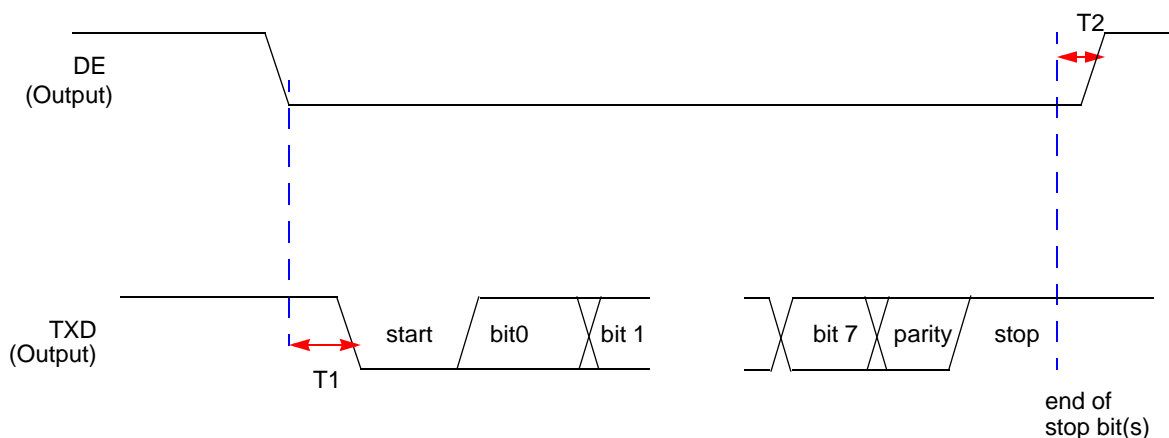 T2
DE
(Output)
TXD
(Output)
start
bit0
bit 1
bit 7
parity
stop
T1
end of
stop bit(s)